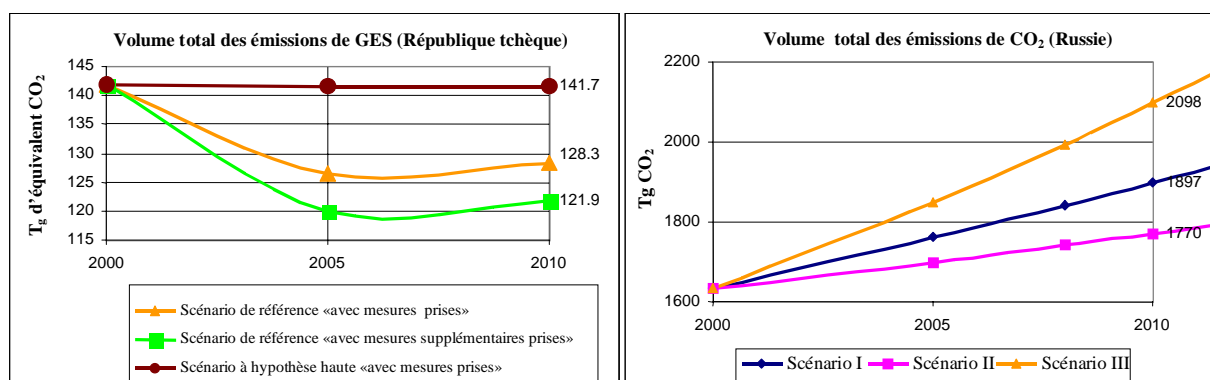 Volume total des émissions de GES (République tchèque)
Tg d'équivalent CO2
145
140
135
130
125
120
115
141.7
128.3
121.9
2000
2005
2010
Scénario de référence «avec mesures prises»
Scénario de référence «avec mesures supplémentaires prises»
Scénario à hypothèse haute «avec mesures prises»
Volume total des émissions de CO2 (Russie)
Tg CO2
2200
2000
1800
1600
2098
1897
1770
2000
2005
2010
Scénario I Scénario II Scénario III